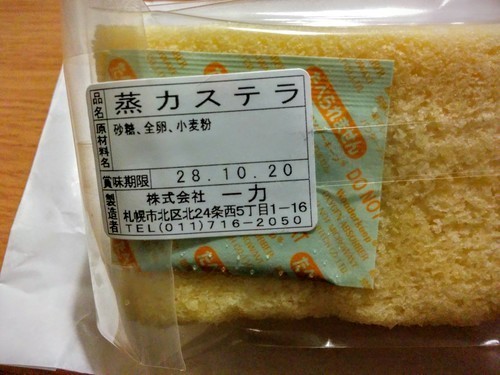 品名 蒸カステラ
原材料名 砂糖、全卵、小麦粉
賞味期限 28.10.20
製造者 株式会社 一力
札幌市北区北24条西5丁目1-16
TEL(011)716-2050
DO NOT